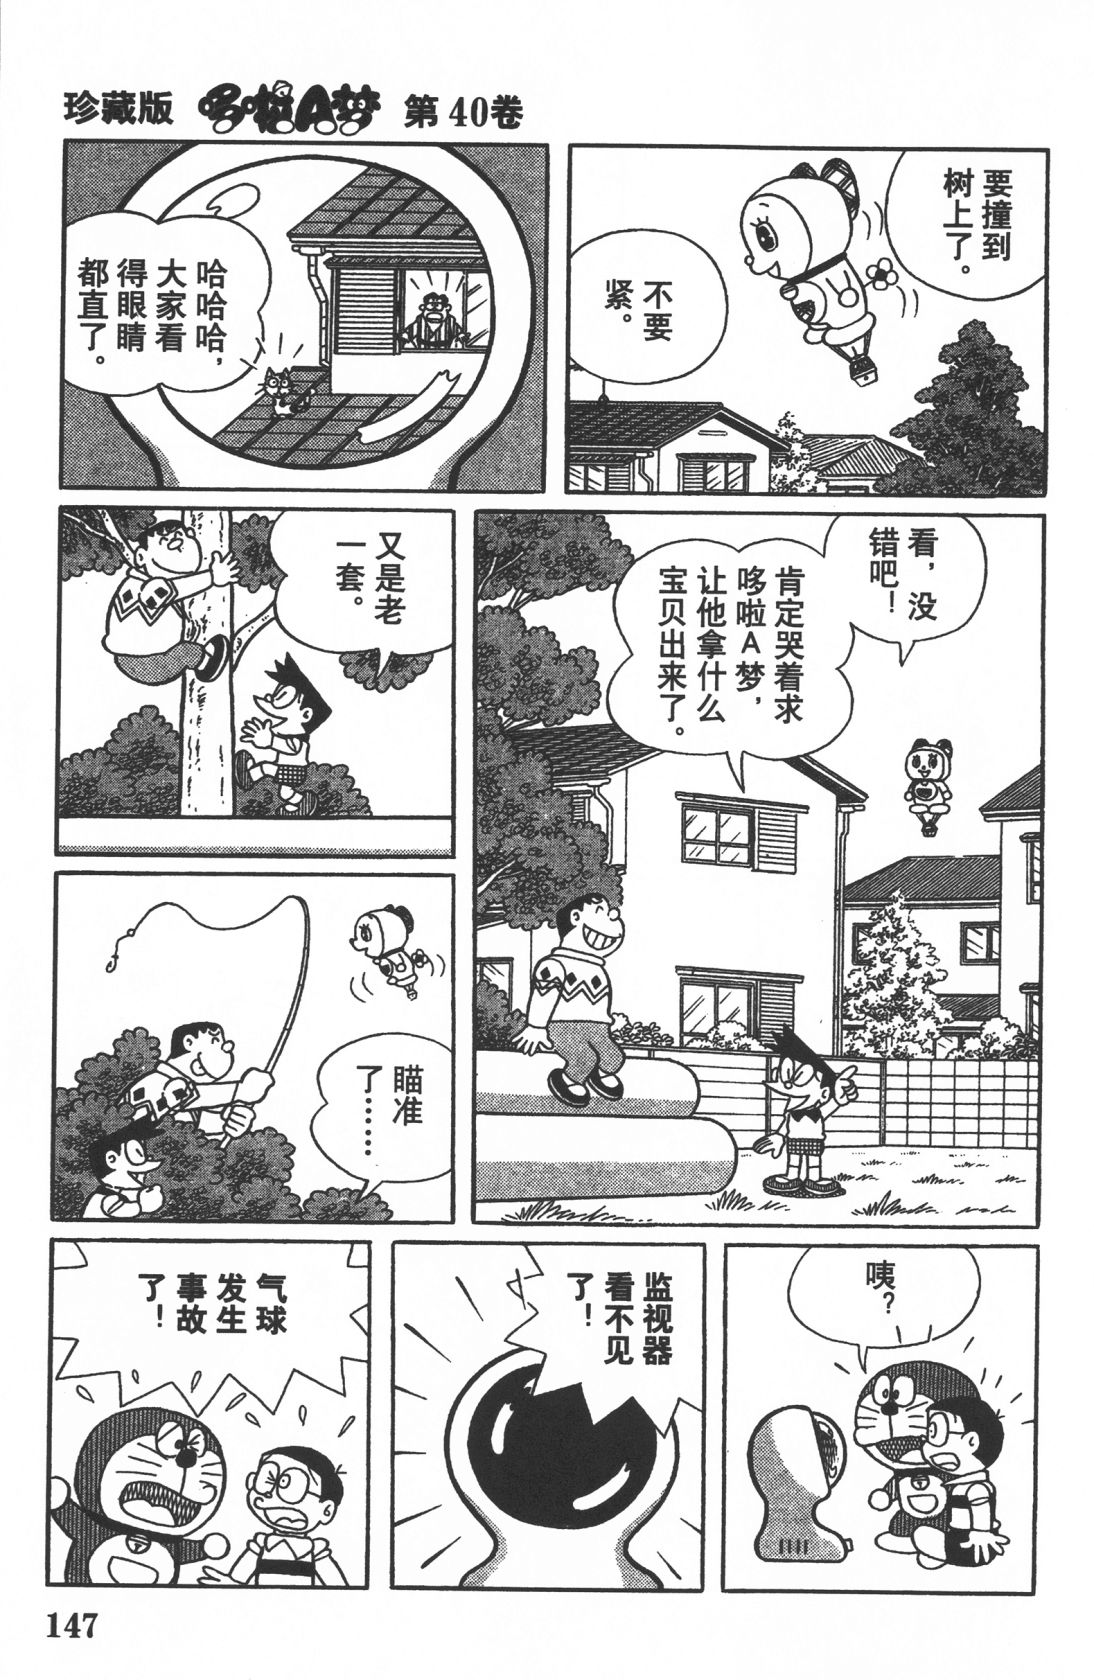 珍藏版 哆啦A梦 第40卷
要撞到
树上了。
不要
紧。
哈哈哈，
大家看
得眼睛
都直了。
看，没
错吧！
肯定哭着求
哆啦A梦，
让他拿什么
宝贝出来了。
又是老
一套。
瞄准
了……
咦？
监视器
看不见
了！
气球
发生
事故
了！
147